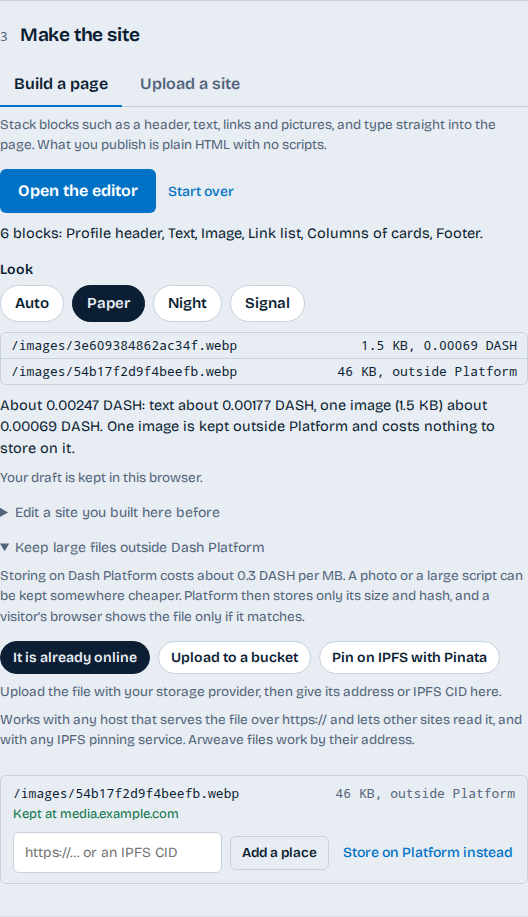 3 Make the site
Build a page Upload a site
Stack blocks such as a header, text, links and pictures, and type straight into the
page. What you publish is plain HTML with no scripts.
Open the editor Start over
6 blocks: Profile header, Text, Image, Link list, Columns of cards, Footer.
Look
Auto Paper Night Signal
/images/3e609384862ac34f.webp 1.5 KB, 0.00069 DASH
/images/54b17f2d9f4beefb.webp 46 KB, outside Platform
About 0.00247 DASH: text about 0.00177 DASH, one image (1.5 KB) about
0.00069 DASH. One image is kept outside Platform and costs nothing to
store on it.
Your draft is kept in this browser.
Edit a site you built here before
Keep large files outside Dash Platform
Storing on Dash Platform costs about 0.3 DASH per MB. A photo or a large script can
be kept somewhere cheaper. Platform then stores only its size and hash, and a
visitor's browser shows the file only if it matches.
It is already online Upload to a bucket Pin on IPFS with Pinata
Upload the file with your storage provider, then give its address or IPFS CID here.
Works with any host that serves the file over https:// and lets other sites read it, and
with any IPFS pinning service. Arweave files work by their address.
/images/54b17f2d9f4beefb.webp 46 KB, outside Platform
Kept at media.example.com
https://... or an IPFS CID Add a place Store on Platform instead